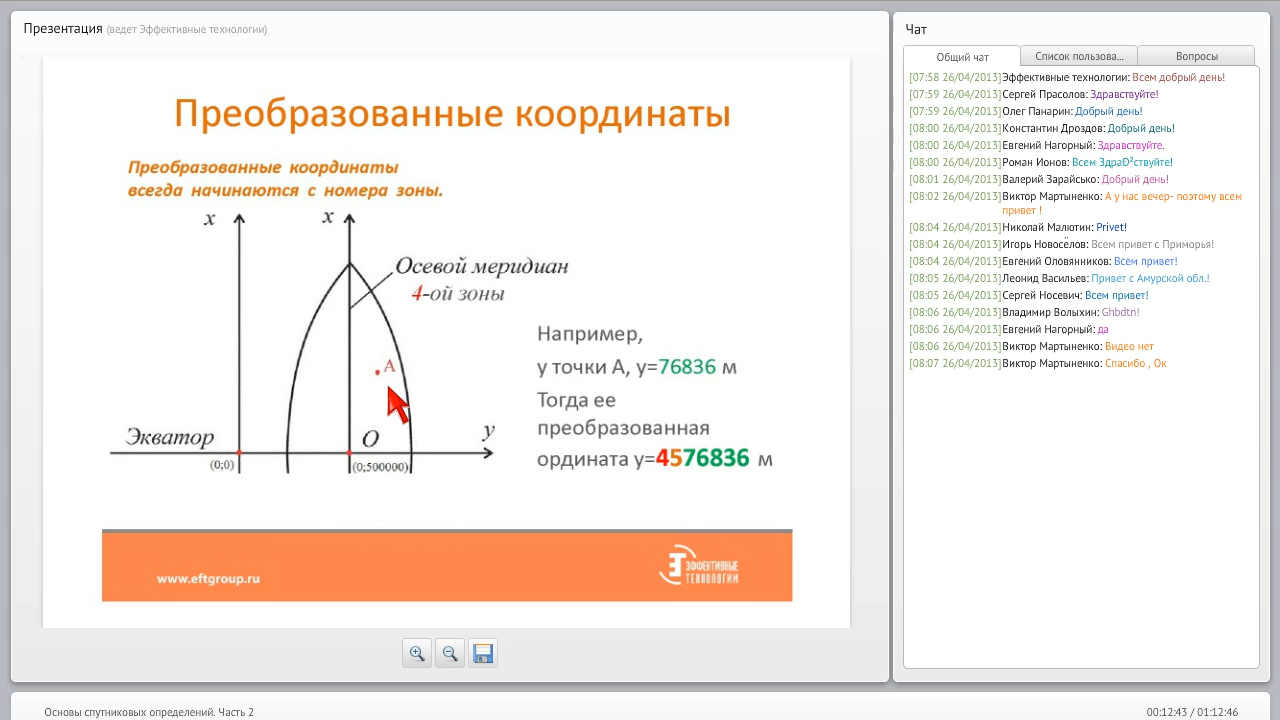 Презентация (ведет Эффективные технологии)
Преобразованные координаты
Преобразованные координаты
всегда начинаются с номера зоны.
x
x
Осевой меридиан
4-ой зоны
Например,
у точки А, у=76836 м
Тогда ее
преобразованная
ордината у=4576836 м
A
Экватор
O
y
(0;0)
(0;500000)
www.eftgroup.ru
ЭФФЕКТИВНЫЕ
ТЕХНОЛОГИИ
Чат
Общий чат
Список пользова...
Вопросы
[07:58 26/04/2013]Эффективные технологии: Всем добрый день!
[07:59 26/04/2013]Сергей Прасолов: Здравствуйте!
[07:59 26/04/2013]Олег Панарин: Добрый день!
[08:00 26/04/2013]Константин Дроздов: Добрый день!
[08:00 26/04/2013]Евгений Нагорный: Здравствуйте.
[08:00 26/04/2013]Роман Ионов: Всем ЗдраÐ²ствуйте!
[08:01 26/04/2013]Валерий Зарайсько: Добрый день!
[08:02 26/04/2013]Виктор Мартыненко: А у нас вечер- поэтому всем
привет !
[08:04 26/04/2013]Николай Малютин: Privet!
[08:04 26/04/2013]Игорь Новосёлов: Всем привет с Приморья!
[08:04 26/04/2013]Евгений Оловянников: Всем привет!
[08:05 26/04/2013]Леонид Васильев: Привет с Амурской обл.!
[08:05 26/04/2013]Сергей Носевич: Всем привет!
[08:06 26/04/2013]Владимир Волыхин: Ghbdtn!
[08:06 26/04/2013]Евгений Нагорный: да
[08:06 26/04/2013]Виктор Мартыненко: Видео нет
[08:07 26/04/2013]Виктор Мартыненко: Спасибо , Ок
Основы спутниковых определений. Часть 2
00:12:43 / 01:12:46